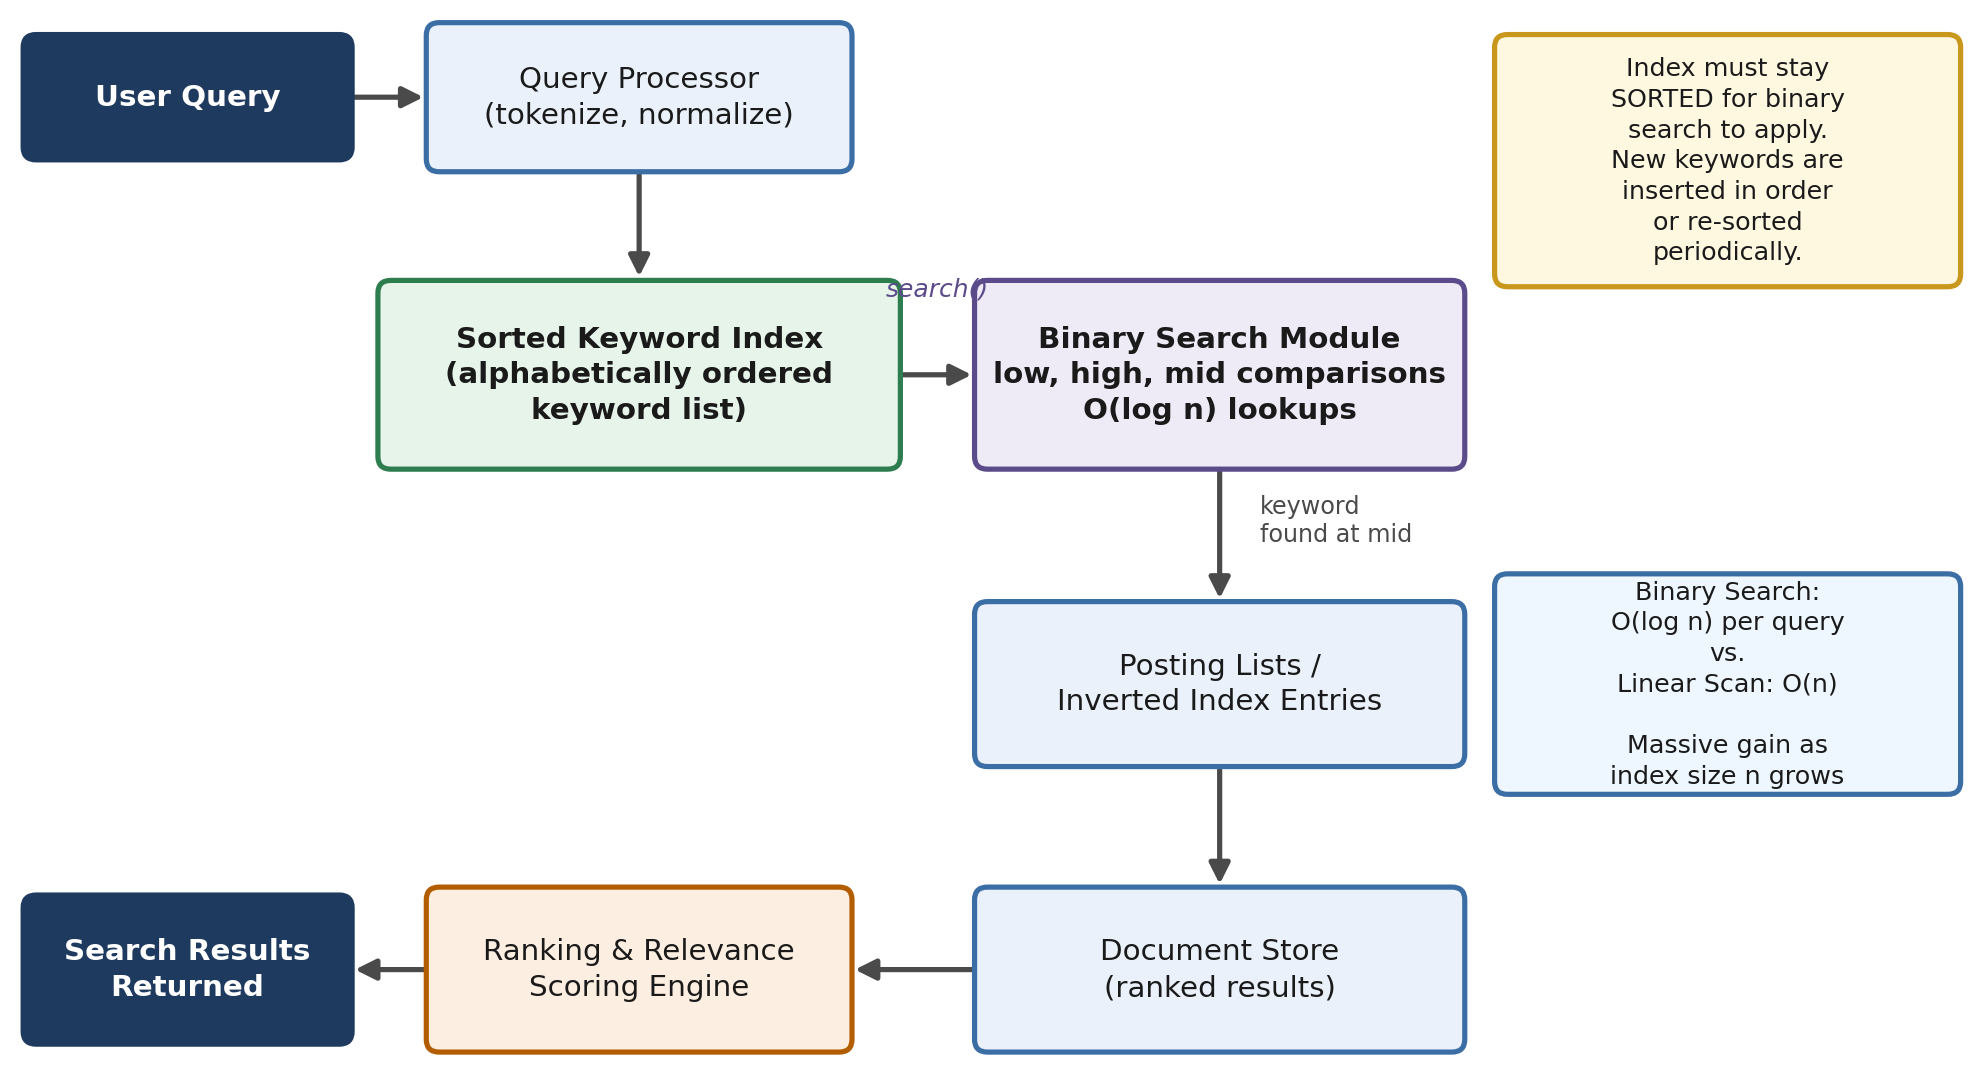 User Query
Query Processor
(tokenize, normalize)
Index must stay
SORTED for binary
search to apply.
New keywords are
inserted in order
or re-sorted
periodically.
search()
Sorted Keyword Index
(alphabetically ordered
keyword list)
Binary Search Module
low, high, mid comparisons
O(log n) lookups
keyword
found at mid
Posting Lists /
Inverted Index Entries
Binary Search:
O(log n) per query
vs.
Linear Scan: O(n)
Massive gain as
index size n grows
Search Results
Returned
Ranking & Relevance
Scoring Engine
Document Store
(ranked results)